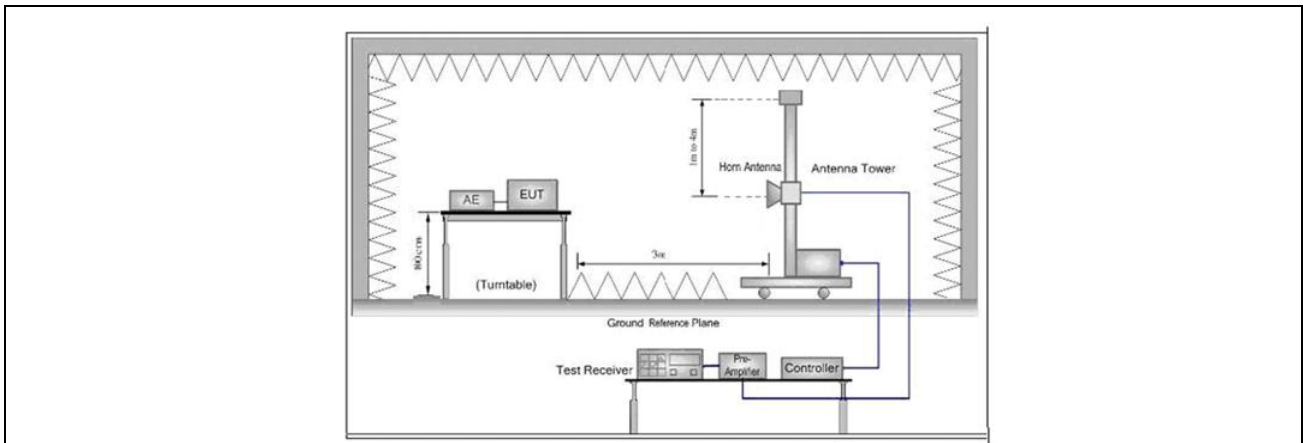 1m to 4m
Horn Antenna
Antenna Tower
AE
EUT
3m
(Turntable)
Ground Reference Plane
Test Receiver
Pre-
Amplifier
Controller